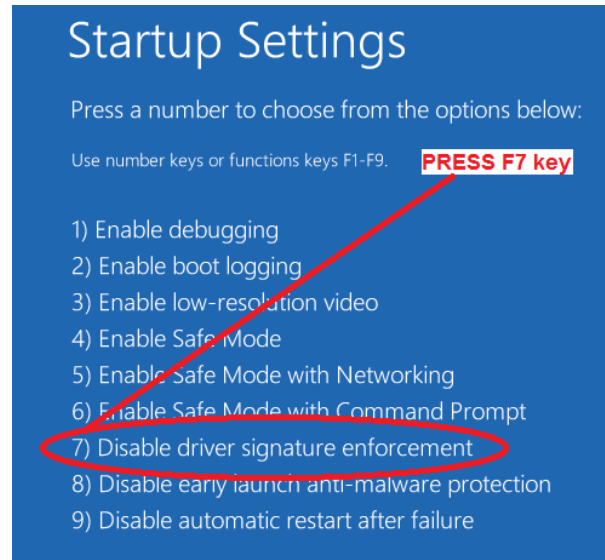 Startup Settings
Press a number to choose from the options below:
Use number keys or functions keys F1-F9.
PRESS F7 key
1) Enable debugging
2) Enable boot logging
3) Enable low-resolution video
4) Enable Safe Mode
5) Enable Safe Mode with Networking
6) Enable Safe Mode with Command Prompt
7) Disable driver signature enforcement
8) Disable early launch anti-malware protection
9) Disable automatic restart after failure